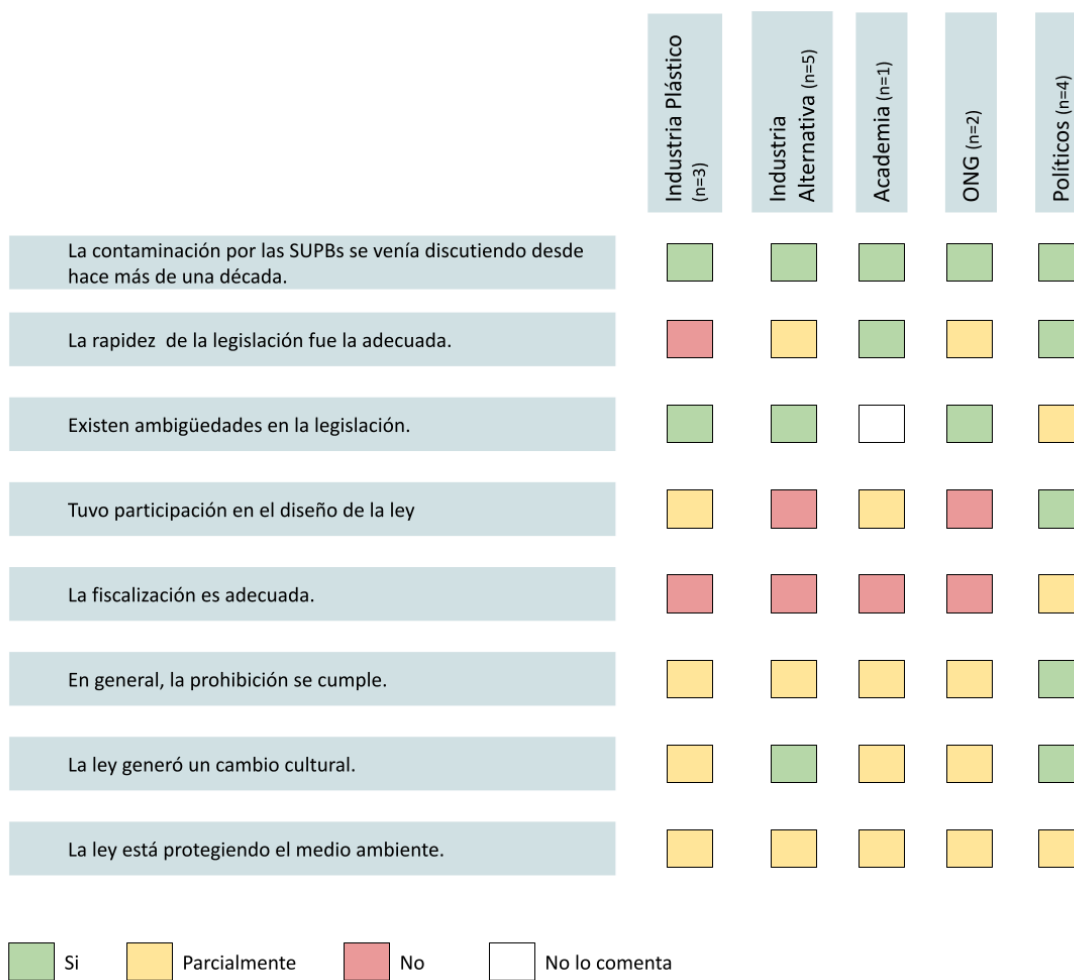 Industria Plástico
(n=3)
Industria
Alternativa (n=5)
Academia (n=1)
ONG (n=2)
Políticos (n=4)
La contaminación por las SUPBs se venía discutiendo desde
hace más de una década.
La rapidez de la legislación fue la adecuada.
Existen ambigüedades en la legislación.
Tuvo participación en el diseño de la ley
La fiscalización es adecuada.
En general, la prohibición se cumple.
La ley generó un cambio cultural.
La ley está protegiendo el medio ambiente.
Si
Parcialmente
No
No lo comenta